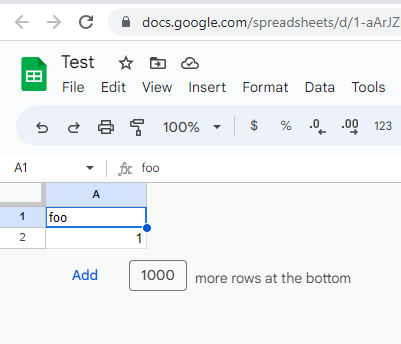 docs.google.com/spreadsheets/d/1-aArJZ
Test
File Edit View Insert Format Data Tools
100% $ % .0 .00 123
A1 fx foo
A
1 foo
2 1
Add 1000 more rows at the bottom